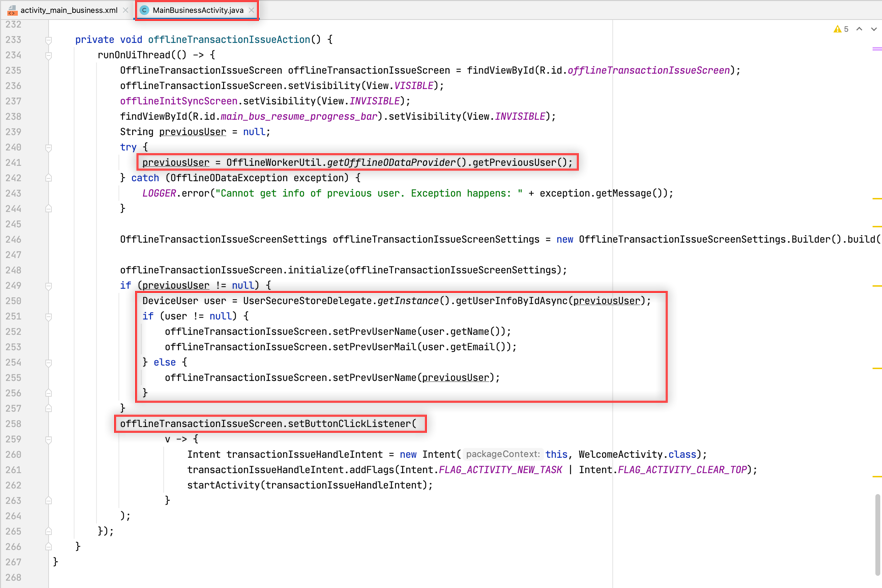 activity_main_business.xml × MainBusinessActivity.java ×
5
232
233 private void offlineTransactionIssueAction() {
234 runOnUiThread(() -> {
235 OfflineTransactionIssueScreen offlineTransactionIssueScreen = findViewById(R.id.offlineTransactionIssueScreen);
236 offlineTransactionIssueScreen.setVisibility(View.VISIBLE);
237 offlineInitSyncScreen.setVisibility(View.INVISIBLE);
238 findViewById(R.id.main_bus_resume_progress_bar).setVisibility(View.INVISIBLE);
239 String previousUser = null;
240 try {
241 previousUser = OfflineWorkerUtil.getOfflineODataProvider().getPreviousUser();
242 } catch (OfflineODataException exception) {
243 LOGGER.error("Cannot get info of previous user. Exception happens: " + exception.getMessage());
244 }
245
246 OfflineTransactionIssueScreenSettings offlineTransactionIssueScreenSettings = new OfflineTransactionIssueScreenSettings.Builder().build(
247
248 offlineTransactionIssueScreen.initialize(offlineTransactionIssueScreenSettings);
249 if (previousUser != null) {
250 DeviceUser user = UserSecureStoreDelegate.getInstance().getUserInfoByIdAsync(previousUser);
251 if (user != null) {
252 offlineTransactionIssueScreen.setPrevUserName(user.getName());
253 offlineTransactionIssueScreen.setPrevUserMail(user.getEmail());
254 } else {
255 offlineTransactionIssueScreen.setPrevUserName(previousUser);
256 }
257 }
258 offlineTransactionIssueScreen.setButtonClickListener(
259 v -> {
260 Intent transactionIssueHandleIntent = new Intent( packageContext: this, WelcomeActivity.class);
261 transactionIssueHandleIntent.addFlags(Intent.FLAG_ACTIVITY_NEW_TASK | Intent.FLAG_ACTIVITY_CLEAR_TOP);
262 startActivity(transactionIssueHandleIntent);
263 }
264 );
265 });
266 }
267 }
268